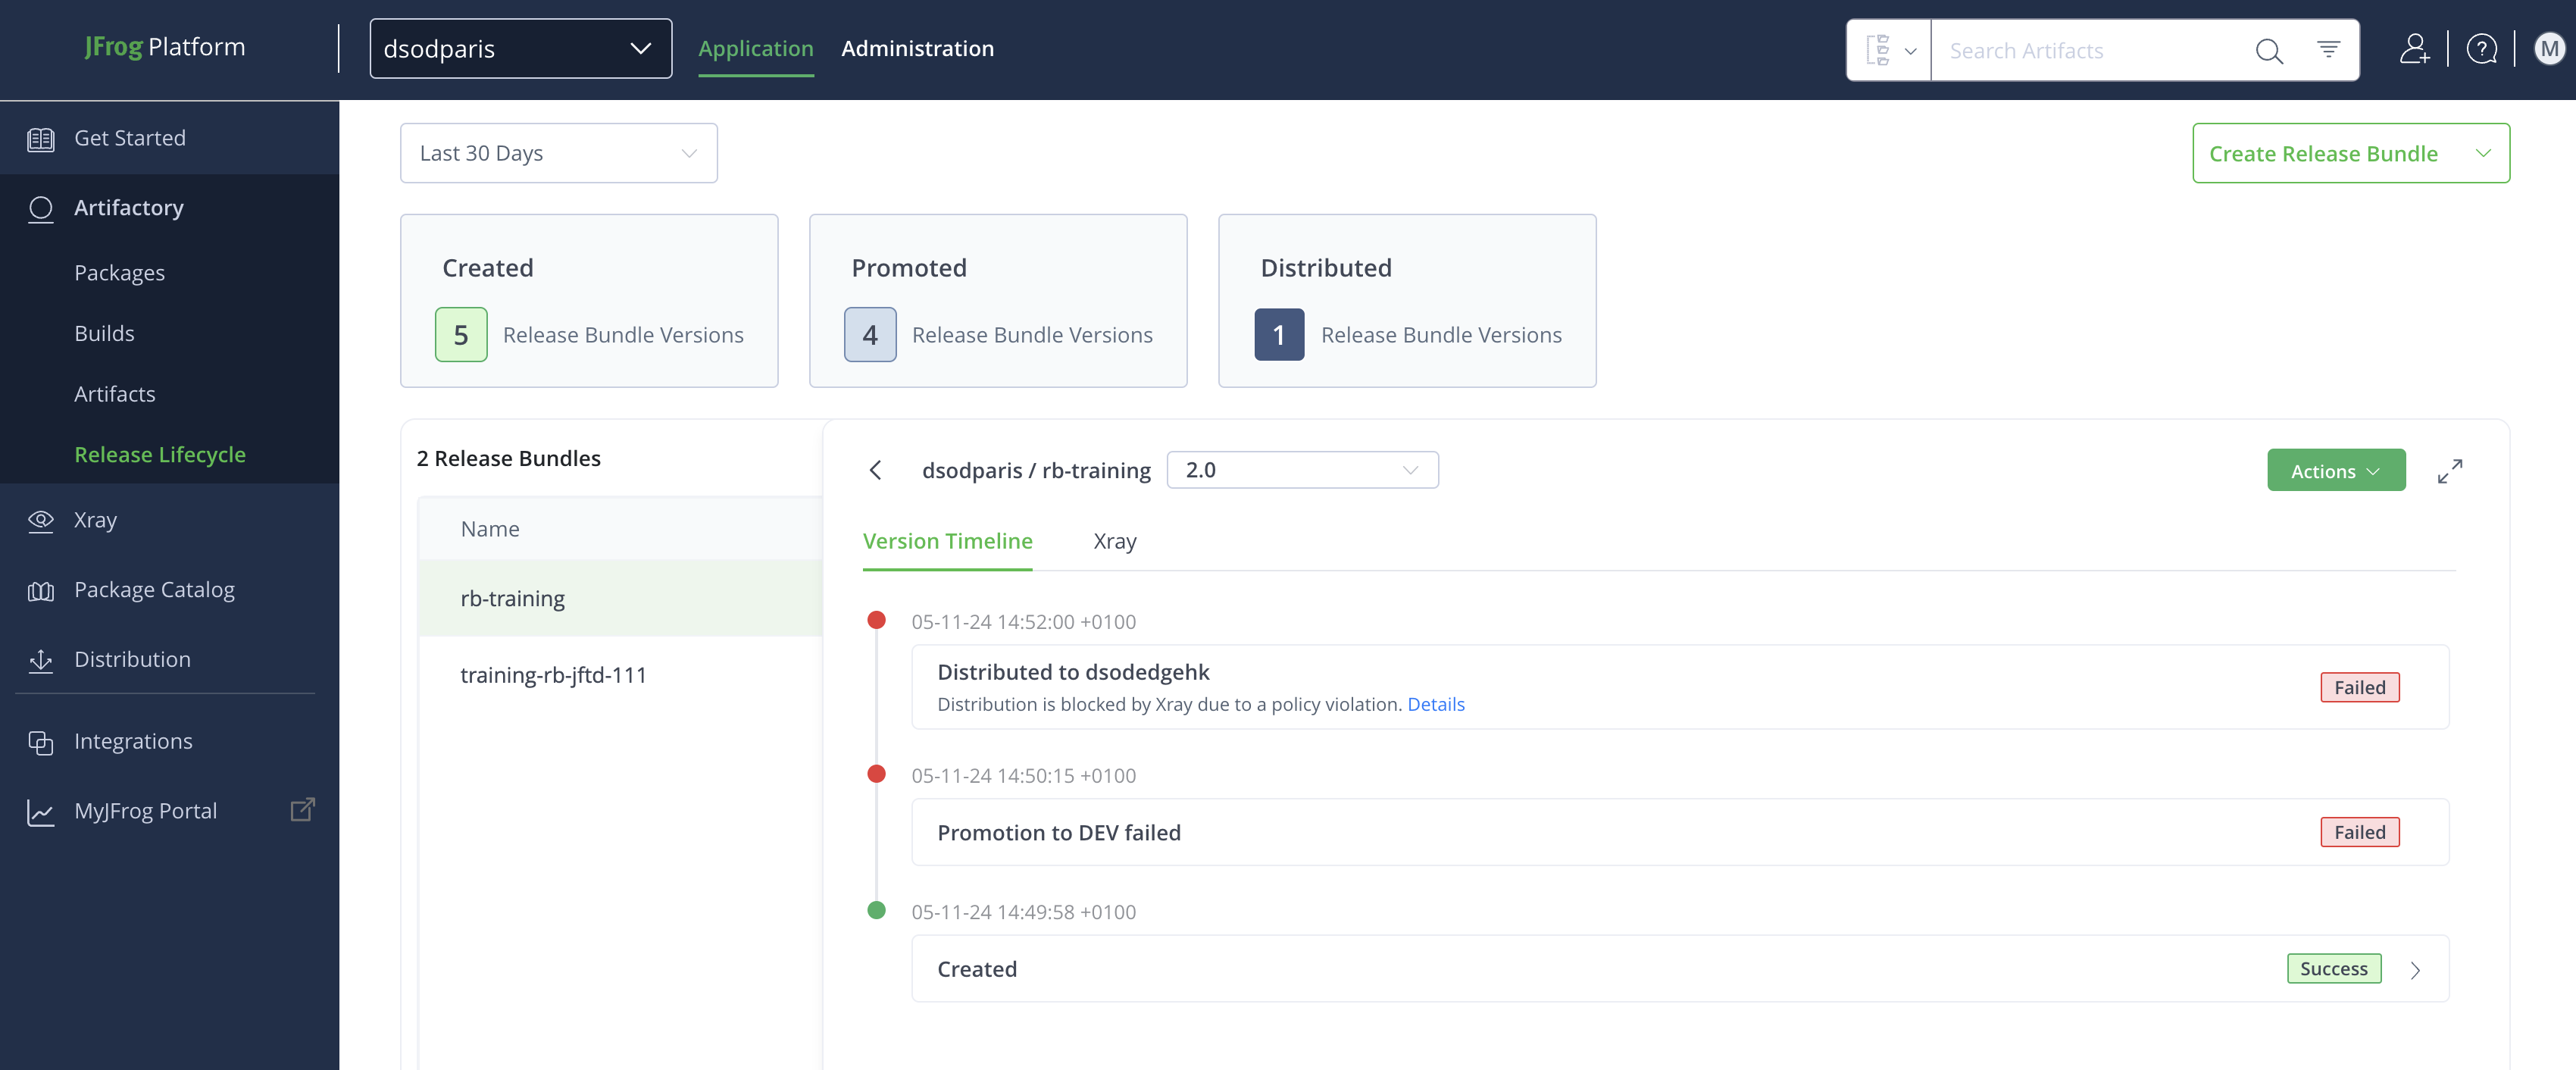 JFrog Platform
dsodparis
Application
Administration
Search Artifacts
M
Get Started
Artifactory
Packages
Builds
Artifacts
Release Lifecycle
Xray
Package Catalog
Distribution
Integrations
MyJFrog Portal
Last 30 Days
Create Release Bundle
Created
5 Release Bundle Versions
Promoted
4 Release Bundle Versions
Distributed
1 Release Bundle Versions
2 Release Bundles
Name
rb-training
training-rb-jftd-111
dsodparis / rb-training 2.0
Actions
Version Timeline
Xray
05-11-24 14:52:00 +0100
Distributed to dsodedgehk
Distribution is blocked by Xray due to a policy violation. Details
Failed
05-11-24 14:50:15 +0100
Promotion to DEV failed
Failed
05-11-24 14:49:58 +0100
Created
Success